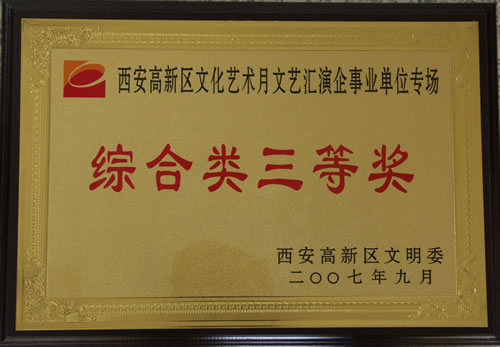 西安高新区文化艺术月文艺汇演企事业单位专场
综合类三等奖
西安高新区文明委
二〇〇七年九月